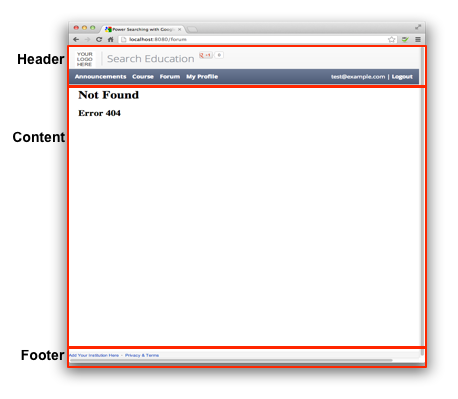 Power Searching with Googl
localhost:8080/forum
Header
YOUR
LOGO
HERE
Search Education
+1 0
Announcements Course Forum My Profile
test@example.com | Logout
Not Found
Error 404
Content
Footer
Add Your Institution Here - Privacy & Terms